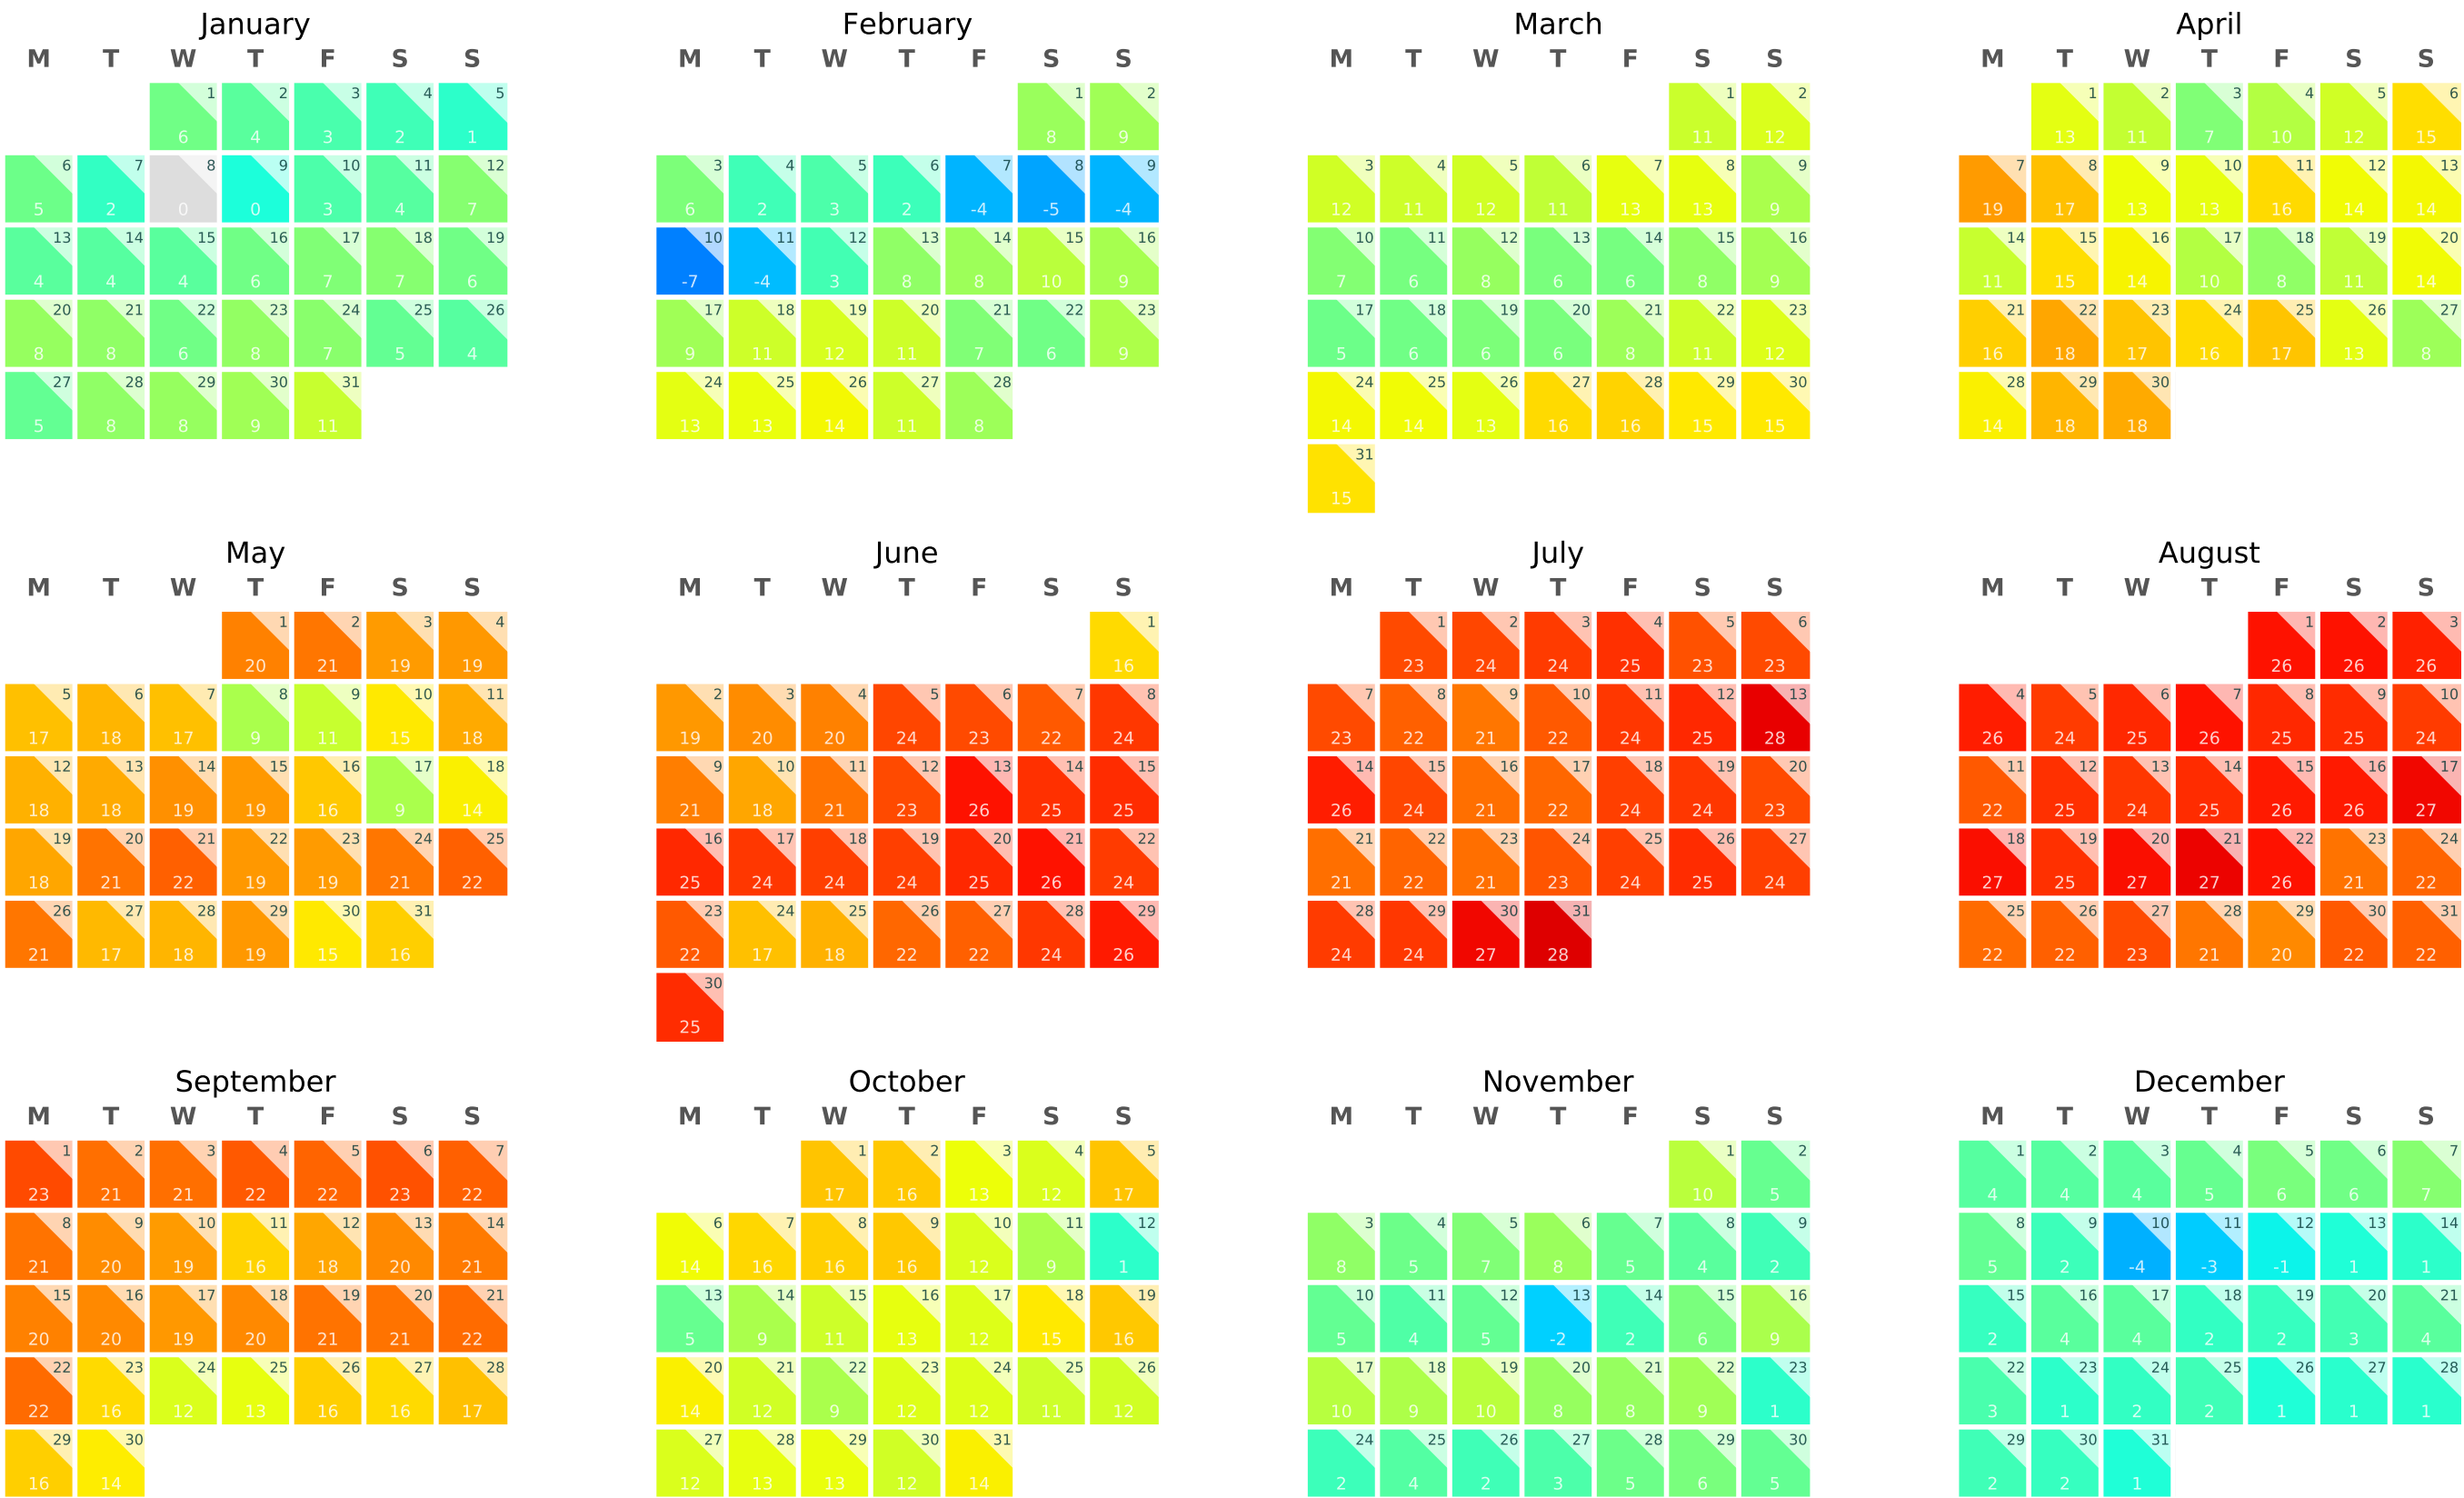 January February March April
M T W T F S S M T W T F S S M T W T F S S M T W T F S S
1 2 3 4 5 1 2 1 2 1 2 3 4 5 6
6 4 3 2 1 8 9 11 12 13 11 7 10 12 15
6 7 8 9 10 11 12 3 4 5 6 7 8 9 3 4 5 6 7 8 9 7 8 9 10 11 12 13
5 2 0 0 3 4 7 6 2 3 2 -4 -5 -4 12 11 12 11 13 13 9 19 17 13 13 16 14 14
13 14 15 16 17 18 19 10 11 12 13 14 15 16 10 11 12 13 14 15 16 14 15 16 17 18 19 20
4 4 4 6 7 7 6 -7 -4 3 8 8 10 9 7 6 8 6 6 8 9 11 15 14 10 8 11 14
20 21 22 23 24 25 26 17 18 19 20 21 22 23 17 18 19 20 21 22 23 21 22 23 24 25 26 27
8 8 6 8 7 5 4 9 11 12 11 7 6 9 5 6 6 6 8 11 12 16 18 17 16 17 13 8
27 28 29 30 31 24 25 26 27 28 24 25 26 27 28 29 30 28 29 30
5 8 8 9 11 13 13 14 11 8 14 14 13 16 16 15 15 14 18 18
31
15
May June July August
M T W T F S S M T W T F S S M T W T F S S M T W T F S S
1 2 3 4 1 1 2 3 4 5 6 1 2 3
20 21 19 19 16 23 24 24 25 23 23 26 26 26
5 6 7 8 9 10 11 2 3 4 5 6 7 8 7 8 9 10 11 12 13 4 5 6 7 8 9 10
17 18 17 9 11 15 18 19 20 20 24 23 22 24 23 22 21 22 24 25 28 26 24 25 26 25 25 24
12 13 14 15 16 17 18 9 10 11 12 13 14 15 14 15 16 17 18 19 20 11 12 13 14 15 16 17
18 18 19 19 16 9 14 21 18 21 23 26 25 25 26 24 21 22 24 24 23 22 25 24 25 26 26 27
19 20 21 22 23 24 25 16 17 18 19 20 21 22 21 22 23 24 25 26 27 18 19 20 21 22 23 24
18 21 22 19 19 21 22 25 24 24 24 25 26 24 21 22 21 23 24 25 24 27 25 27 27 26 21 22
26 27 28 29 30 31 23 24 25 26 27 28 29 28 29 30 31 25 26 27 28 29 30 31
21 17 18 19 15 16 22 17 18 22 22 24 26 24 24 27 28 22 22 23 21 20 22 22
30
25
September October November December
M T W T F S S M T W T F S S M T W T F S S M T W T F S S
1 2 3 4 5 6 7 1 2 3 4 5 1 2 1 2 3 4 5 6 7
23 21 21 22 22 23 22 17 16 13 12 17 10 5 4 4 4 5 6 6 7
8 9 10 11 12 13 14 6 7 8 9 10 11 12 3 4 5 6 7 8 9 8 9 10 11 12 13 14
21 20 19 16 18 20 21 14 16 16 16 12 9 1 8 5 7 8 5 4 2 5 2 -4 -3 -1 1 1
15 16 17 18 19 20 21 13 14 15 16 17 18 19 10 11 12 13 14 15 16 15 16 17 18 19 20 21
20 20 19 20 21 21 22 5 9 11 13 12 15 16 5 4 5 -2 2 6 9 2 4 4 2 2 3 4
22 23 24 25 26 27 28 20 21 22 23 24 25 26 17 18 19 20 21 22 23 22 23 24 25 26 27 28
22 16 12 13 16 16 17 14 12 9 12 12 11 12 10 9 10 8 8 9 1 3 1 2 2 1 1 1
29 30 27 28 29 30 31 24 25 26 27 28 29 30 29 30 31
16 14 12 13 13 12 14 2 4 2 3 5 6 5 2 2 1